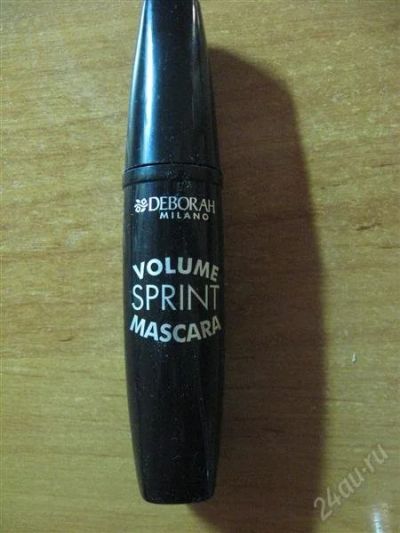 DEBORAH
MILANO
VOLUME
SPRINT
MASCARA
24au.ru